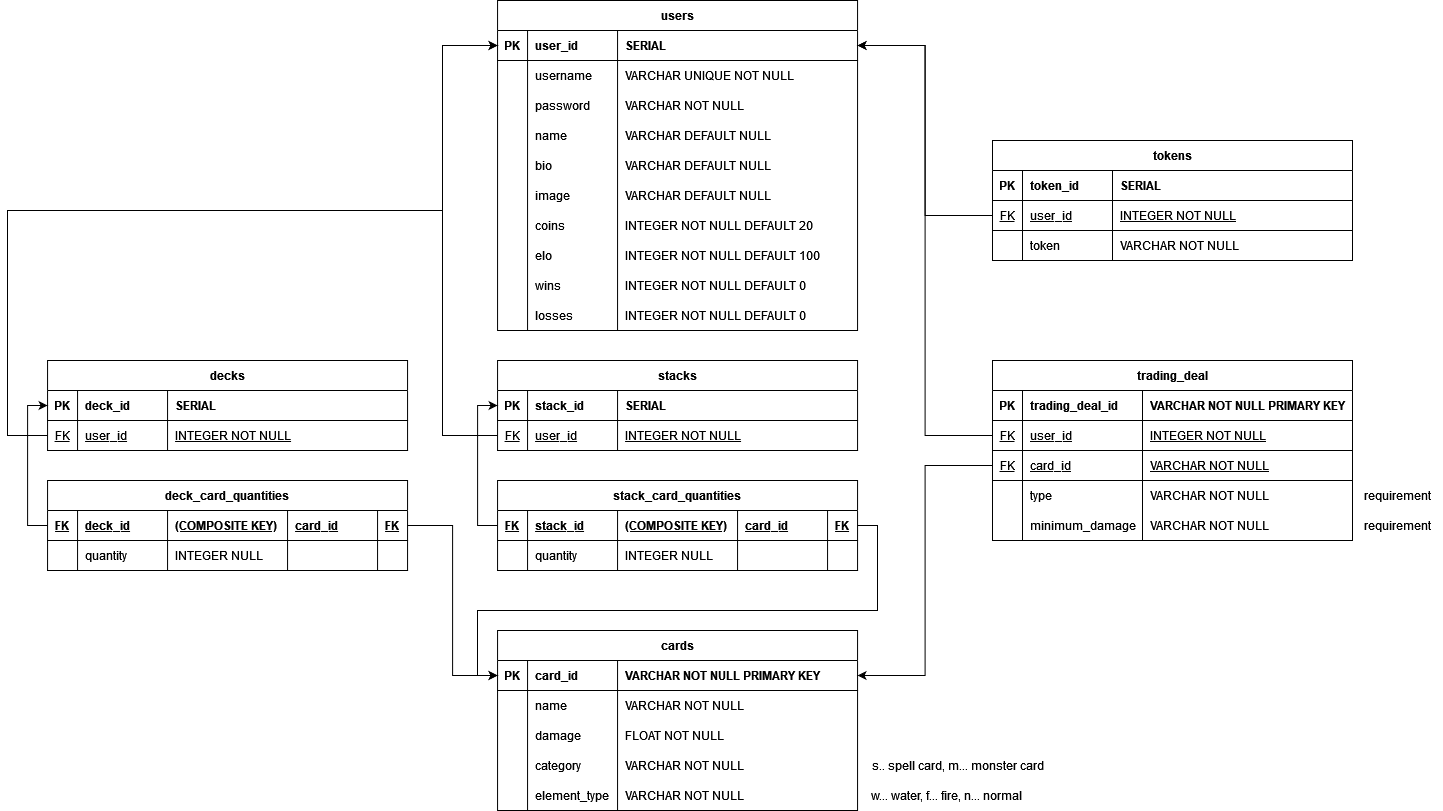 users
PK user_id SERIAL
username VARCHAR UNIQUE NOT NULL
password VARCHAR NOT NULL
name VARCHAR DEFAULT NULL
bio VARCHAR DEFAULT NULL
image VARCHAR DEFAULT NULL
coins INTEGER NOT NULL DEFAULT 20
elo INTEGER NOT NULL DEFAULT 100
wins INTEGER NOT NULL DEFAULT 0
losses INTEGER NOT NULL DEFAULT 0
tokens
PK token_id SERIAL
FK user_id INTEGER NOT NULL
token VARCHAR NOT NULL
decks
PK deck_id SERIAL
FK user_id INTEGER NOT NULL
stacks
PK stack_id SERIAL
FK user_id INTEGER NOT NULL
trading_deal
PK trading_deal_id VARCHAR NOT NULL PRIMARY KEY
FK user_id INTEGER NOT NULL
FK card_id VARCHAR NOT NULL
type VARCHAR NOT NULL requirement
minimum_damage VARCHAR NOT NULL requirement
deck_card_quantities
FK deck_id (COMPOSITE KEY) card_id FK
quantity INTEGER NULL
stack_card_quantities
FK stack_id (COMPOSITE KEY) card_id FK
quantity INTEGER NULL
cards
PK card_id VARCHAR NOT NULL PRIMARY KEY
name VARCHAR NOT NULL
damage FLOAT NOT NULL
category VARCHAR NOT NULL s.. spell card, m... monster card
element_type VARCHAR NOT NULL w... water, f... fire, n... normal